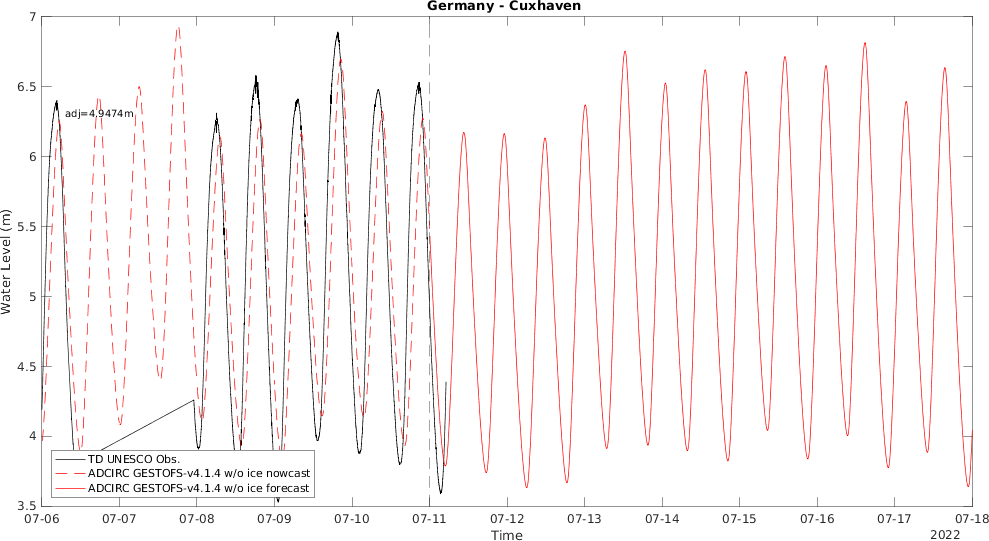 Germany - Cuxhaven
7
6.5
6
5.5
5
4.5
4
3.5
Water Level (m)
adj=4.9474m
TD UNESCO Obs.
ADCIRC GESTOFS-v4.1.4 w/o ice nowcast
ADCIRC GESTOFS-v4.1.4 w/o ice forecast
07-06 07-07 07-08 07-09 07-10 07-11 07-12 07-13 07-14 07-15 07-16 07-17 07-18
Time
2022